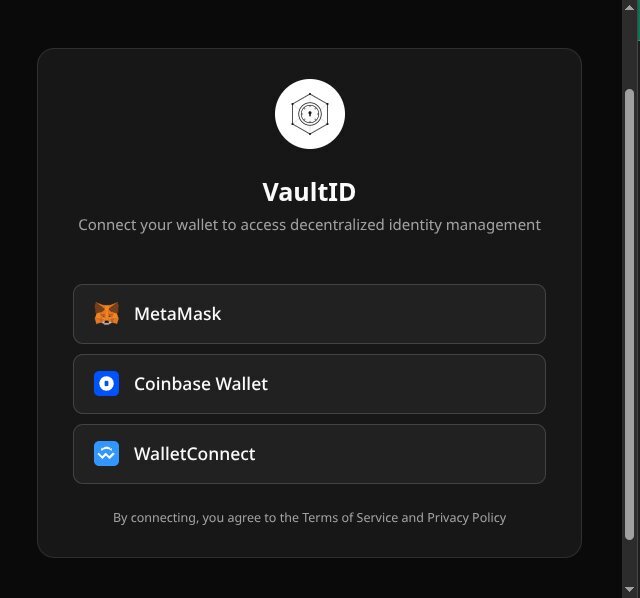 VaultID
Connect your wallet to access decentralized identity management
MetaMask
Coinbase Wallet
WalletConnect
By connecting, you agree to the Terms of Service and Privacy Policy